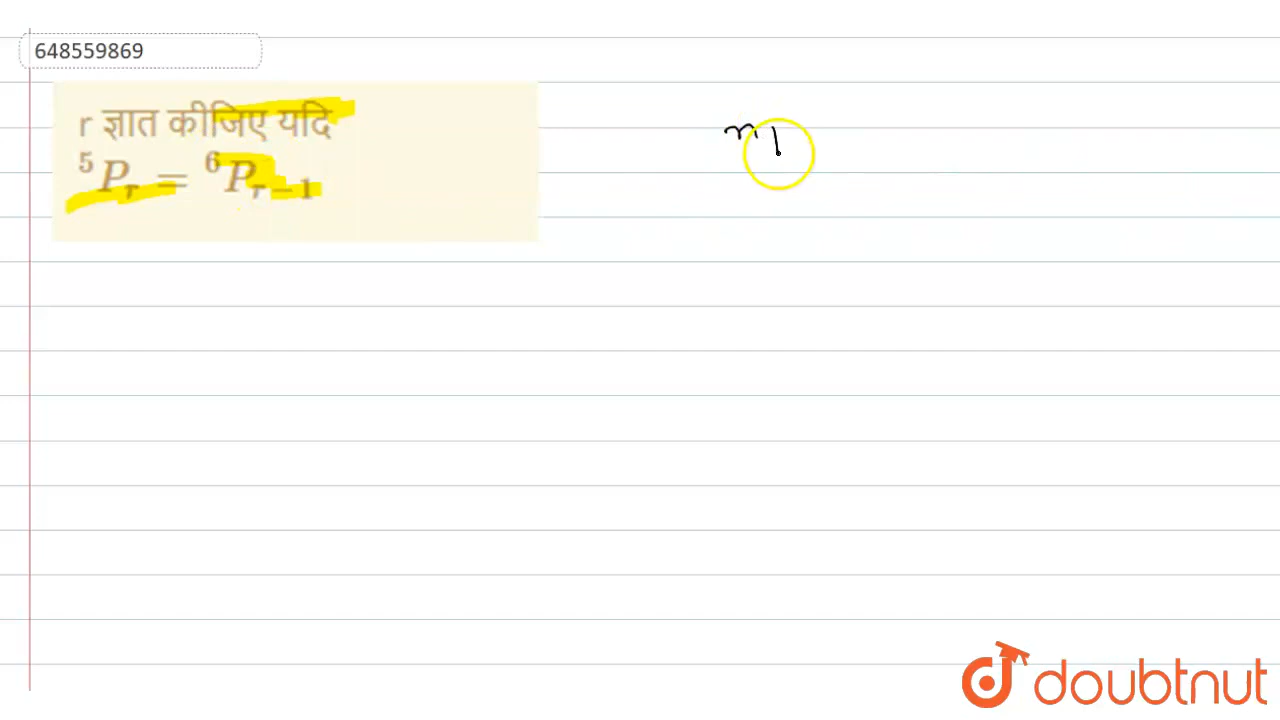 648559869
r ज्ञात कीजिए यदि
⁵Pᵣ = ⁶Pᵣ₋₁
n
doubtnut